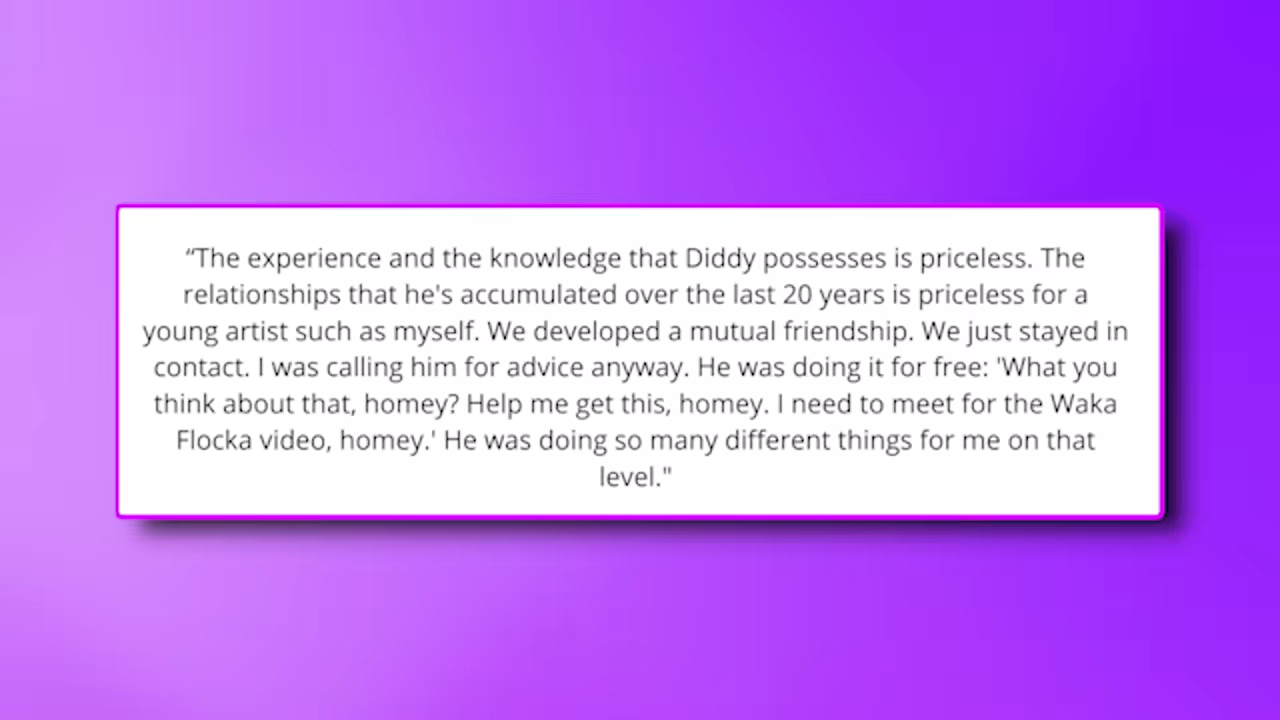 “The experience and the knowledge that Diddy possesses is priceless. The
relationships that he's accumulated over the last 20 years is priceless for a
young artist such as myself. We developed a mutual friendship. We just stayed in
contact. I was calling him for advice anyway. He was doing it for free: 'What you
think about that, homey? Help me get this, homey. I need to meet for the Waka
Flocka video, homey.' He was doing so many different things for me on that
level."